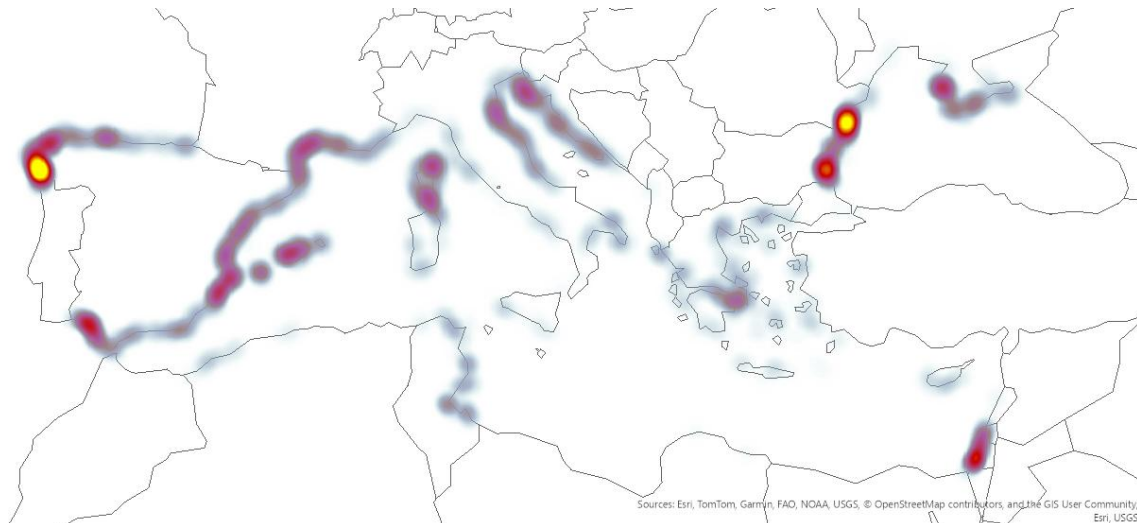 Sources: Esri, TomTom, Garmin, FAO, NOAA, USGS, © OpenStreetMap contributors, and the GIS User Community,
Esri, USGS